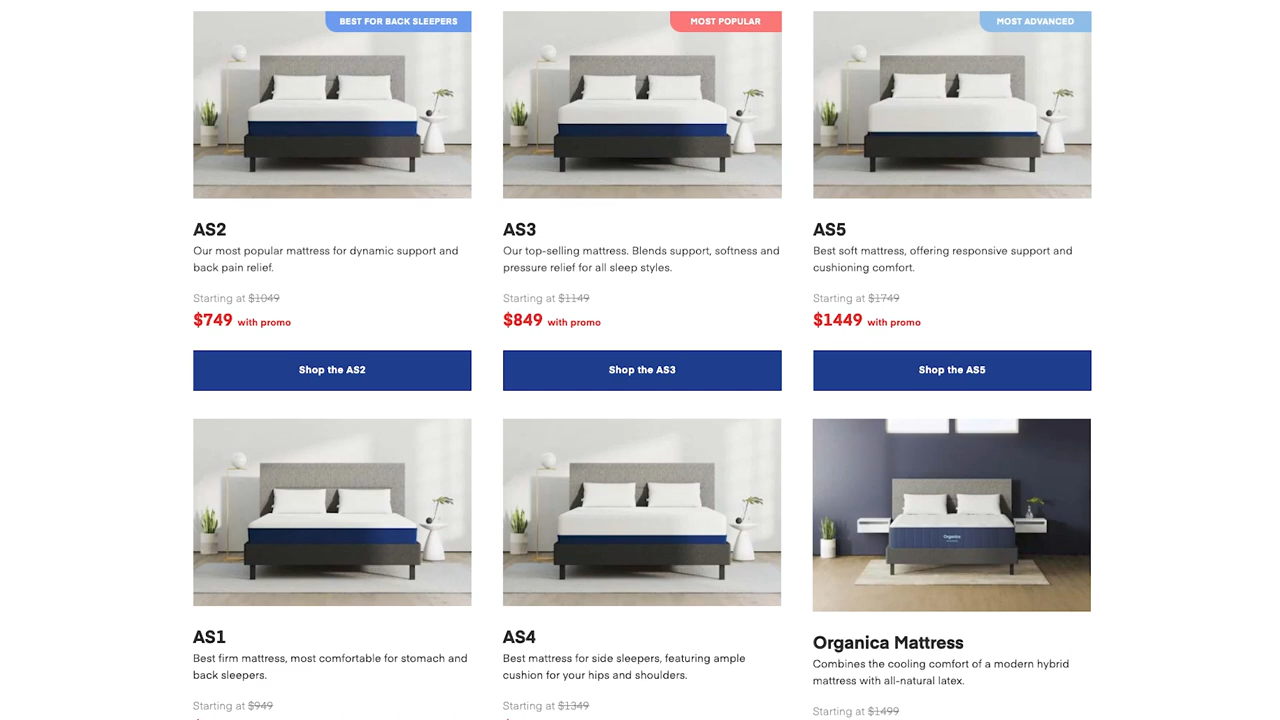 BEST FOR BACK SLEEPERS
MOST POPULAR
MOST ADVANCED
AS2
Our most popular mattress for dynamic support and
back pain relief.
Starting at $1049
$749 with promo
Shop the AS2
AS3
Our top-selling mattress. Blends support, softness and
pressure relief for all sleep styles.
Starting at $1149
$849 with promo
Shop the AS3
AS5
Best soft mattress, offering responsive support and
cushioning comfort.
Starting at $1749
$1449 with promo
Shop the AS5
AS1
Best firm mattress, most comfortable for stomach and
back sleepers.
Starting at $949
AS4
Best mattress for side sleepers, featuring ample
cushion for your hips and shoulders.
Starting at $1349
Organica
Organica Mattress
Combines the cooling comfort of a modern hybrid
mattress with all-natural latex.
Starting at $1499